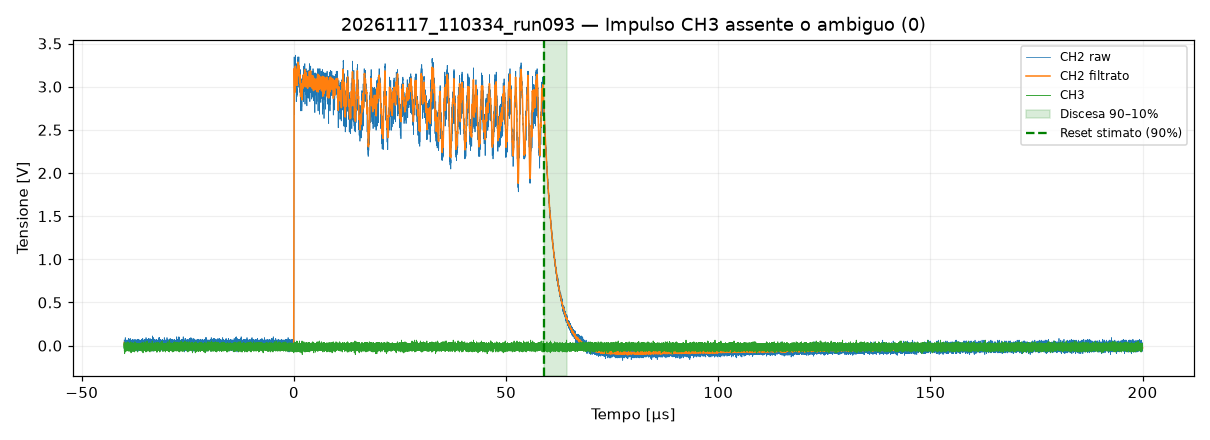 20261117_110334_run093 — Impulso CH3 assente o ambiguo (0)
3.5
3.0
2.5
2.0
1.5
1.0
0.5
0.0
Tensione [V]
CH2 raw
CH2 filtrato
CH3
Discesa 90–10%
Reset stimato (90%)
−50
0
50
100
150
200
Tempo [μs]